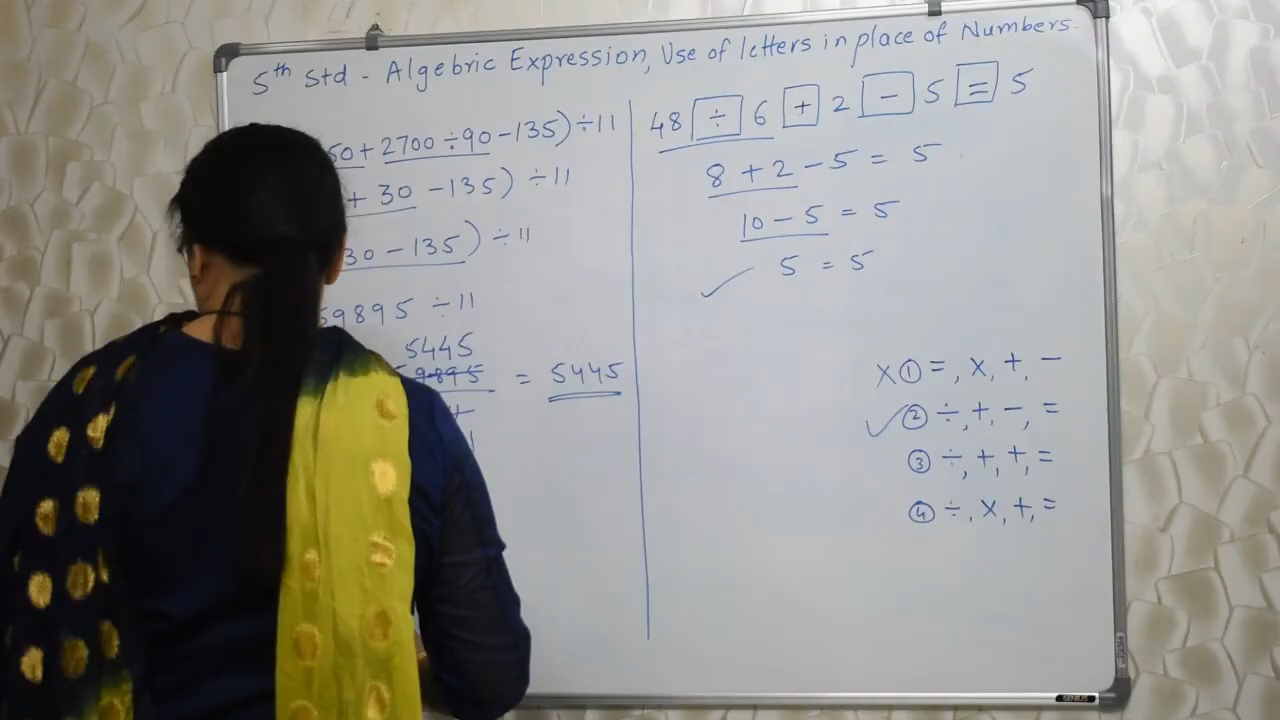 5th Std - Algebric Expression, Use of letters in place of Numbers.
50 + 2700 ÷ 90 - 135) ÷ 11
+ 30 - 135) ÷ 11
30 - 135) ÷ 11
59895 ÷ 11
5445
59895 = 5445
48 ÷ 6 + 2 - 5 = 5
8 + 2 - 5 = 5
10 - 5 = 5
5 = 5
X ① =, X, +, -
✓ ② ÷, +, -, =
③ ÷, +, +, =
④ ÷, X, +, =
GENIUS